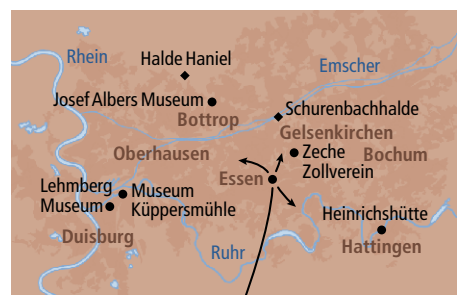 Rhein
Halde Haniel
Emscher
Josef Albers Museum
Bottrop
Schurenbachhalde
Gelsenkirchen
Oberhausen
Zeche
Zollverein
Bochum
Essen
Lehmberg
Museum
Museum
Küppersmühle
Heinrichshütte
Duisburg
Ruhr
Hattingen